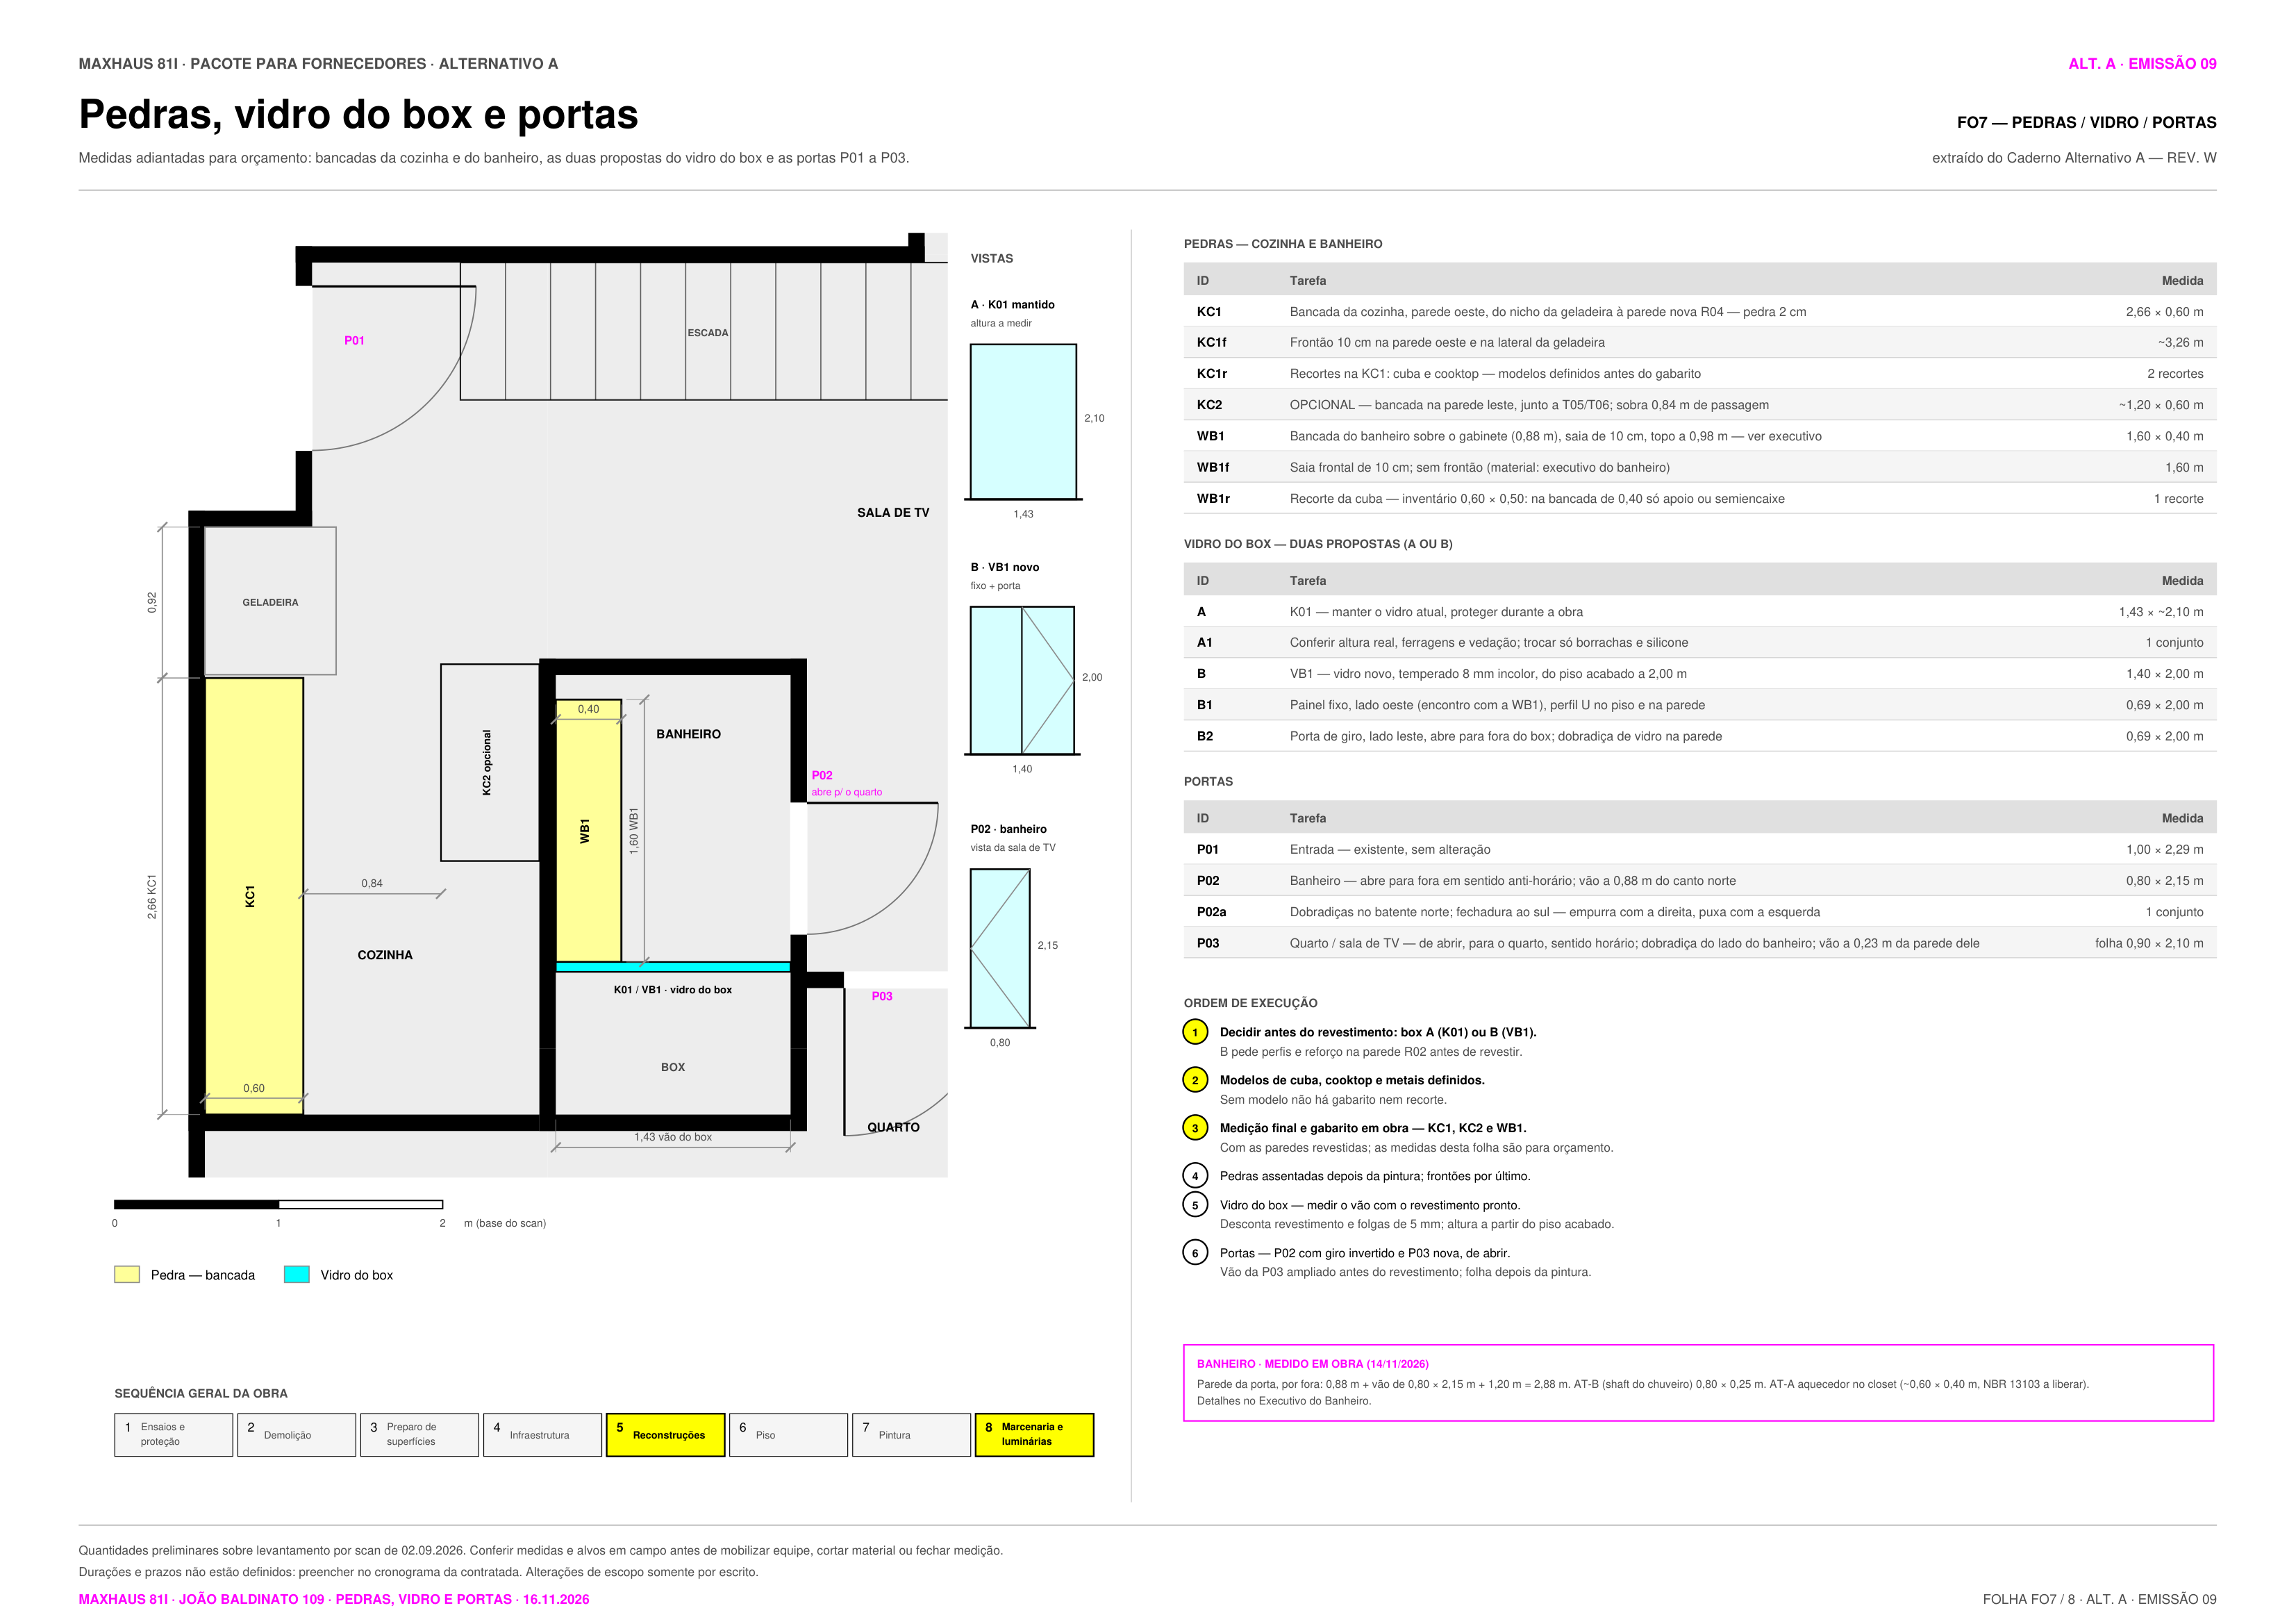 MAXHAUS 81I · PACOTE PARA FORNECEDORES · ALTERNATIVO A
ALT. A · EMISSÃO 09
Pedras, vidro do box e portas
FO7 — PEDRAS / VIDRO / PORTAS
Medidas adiantadas para orçamento: bancadas da cozinha e do banheiro, as duas propostas do vidro do box e as portas P01 a P03.
extraído do Caderno Alternativo A — REV. W
P01
ESCADA
SALA DE TV
0,92
GELADEIRA
KC2 opcional
0,40
BANHEIRO
P02
abre p/ o quarto
WB1
1,60 WB1
2,66 KC1
KC1
0,84
COZINHA
K01 / VB1 · vidro do box
P03
BOX
0,60
QUARTO
1,43 vão do box
0
1
2
m (base do scan)
Pedra — bancada
Vidro do box
VISTAS
A · K01 mantido
altura a medir
2,10
1,43
B · VB1 novo
fixo + porta
2,00
1,40
P02 · banheiro
vista da sala de TV
2,15
0,80
SEQUÊNCIA GERAL DA OBRA
1 Ensaios e
proteção
2 Demolição
3 Preparo de
superfícies
4 Infraestrutura
5 Reconstruções
6 Piso
7 Pintura
8 Marcenaria e
luminárias
PEDRAS — COZINHA E BANHEIRO
ID Tarefa Medida
KC1 Bancada da cozinha, parede oeste, do nicho da geladeira à parede nova R04 — pedra 2 cm 2,66 × 0,60 m
KC1f Frontão 10 cm na parede oeste e na lateral da geladeira ~3,26 m
KC1r Recortes na KC1: cuba e cooktop — modelos definidos antes do gabarito 2 recortes
KC2 OPCIONAL — bancada na parede leste, junto a T05/T06; sobra 0,84 m de passagem ~1,20 × 0,60 m
WB1 Bancada do banheiro sobre o gabinete (0,88 m), saia de 10 cm, topo a 0,98 m — ver executivo 1,60 × 0,40 m
WB1f Saia frontal de 10 cm; sem frontão (material: executivo do banheiro) 1,60 m
WB1r Recorte da cuba — inventário 0,60 × 0,50: na bancada de 0,40 só apoio ou semiencaixe 1 recorte
VIDRO DO BOX — DUAS PROPOSTAS (A OU B)
ID Tarefa Medida
A K01 — manter o vidro atual, proteger durante a obra 1,43 × ~2,10 m
A1 Conferir altura real, ferragens e vedação; trocar só borrachas e silicone 1 conjunto
B VB1 — vidro novo, temperado 8 mm incolor, do piso acabado a 2,00 m 1,40 × 2,00 m
B1 Painel fixo, lado oeste (encontro com a WB1), perfil U no piso e na parede 0,69 × 2,00 m
B2 Porta de giro, lado leste, abre para fora do box; dobradiça de vidro na parede 0,69 × 2,00 m
PORTAS
ID Tarefa Medida
P01 Entrada — existente, sem alteração 1,00 × 2,29 m
P02 Banheiro — abre para fora em sentido anti-horário; vão a 0,88 m do canto norte 0,80 × 2,15 m
P02a Dobradiças no batente norte; fechadura ao sul — empurra com a direita, puxa com a esquerda 1 conjunto
P03 Quarto / sala de TV — de abrir, para o quarto, sentido horário; dobradiça do lado do banheiro; vão a 0,23 m da parede dele folha 0,90 × 2,10 m
ORDEM DE EXECUÇÃO
1 Decidir antes do revestimento: box A (K01) ou B (VB1).
B pede perfis e reforço na parede R02 antes de revestir.
2 Modelos de cuba, cooktop e metais definidos.
Sem modelo não há gabarito nem recorte.
3 Medição final e gabarito em obra — KC1, KC2 e WB1.
Com as paredes revestidas; as medidas desta folha são para orçamento.
4 Pedras assentadas depois da pintura; frontões por último.
5 Vidro do box — medir o vão com o revestimento pronto.
Desconta revestimento e folgas de 5 mm; altura a partir do piso acabado.
6 Portas — P02 com giro invertido e P03 nova, de abrir.
Vão da P03 ampliado antes do revestimento; folha depois da pintura.
BANHEIRO · MEDIDO EM OBRA (14/11/2026)
Parede da porta, por fora: 0,88 m + vão de 0,80 × 2,15 m + 1,20 m = 2,88 m. AT-B (shaft do chuveiro) 0,80 × 0,25 m. AT-A aquecedor no closet (~0,60 × 0,40 m, NBR 13103 a liberar).
Detalhes no Executivo do Banheiro.
Quantidades preliminares sobre levantamento por scan de 02.09.2026. Conferir medidas e alvos em campo antes de mobilizar equipe, cortar material ou fechar medição.
Durações e prazos não estão definidos: preencher no cronograma da contratada. Alterações de escopo somente por escrito.
MAXHAUS 81I · JOÃO BALDINATO 109 · PEDRAS, VIDRO E PORTAS · 16.11.2026
FOLHA FO7 / 8 · ALT. A · EMISSÃO 09